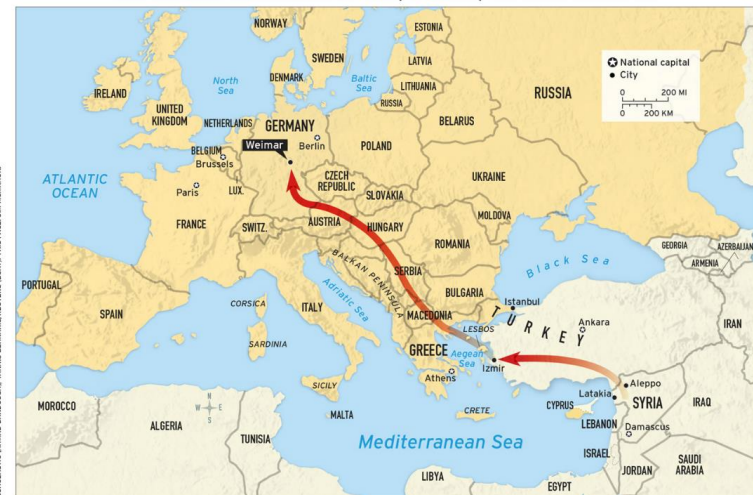 NORWAY
SWEDEN
ESTONIA
LATVIA
LITHUANIA
RUSSIA
RUSSIA
National capital
City
0 200 MI
0 200 KM
North
Sea
Baltic
Sea
DENMARK
IRELAND
UNITED
KINGDOM
NETHERLANDS
GERMANY
Berlin
BELARUS
POLAND
BELGIUM
Brussels
Weimar
ATLANTIC
OCEAN
Paris
LUX.
CZECH
REPUBLIC
SLOVAKIA
UKRAINE
FRANCE
SWITZ.
AUSTRIA
HUNGARY
MOLDOVA
ROMANIA
GEORGIA
AZERBAIJAN
ARMENIA
BALKAN PENINSULA
SERBIA
Black Sea
PORTUGAL
SPAIN
CORSICA
ITALY
Adriatic Sea
BULGARIA
Istanbul
MACEDONIA
TURKEY
Ankara
IRAN
SARDINIA
LESBOS
GREECE
Aegean
Sea
Izmir
Athens
SICILY
Aleppo
Latakia
SYRIA
IRAQ
MOROCCO
N
W E
S
ALGERIA
TUNISIA
MALTA
CRETE
CYPRUS
LEBANON
Damascus
Mediterranean Sea
ISRAEL
JORDAN
SAUDI
ARABIA
LIBYA
EGYPT